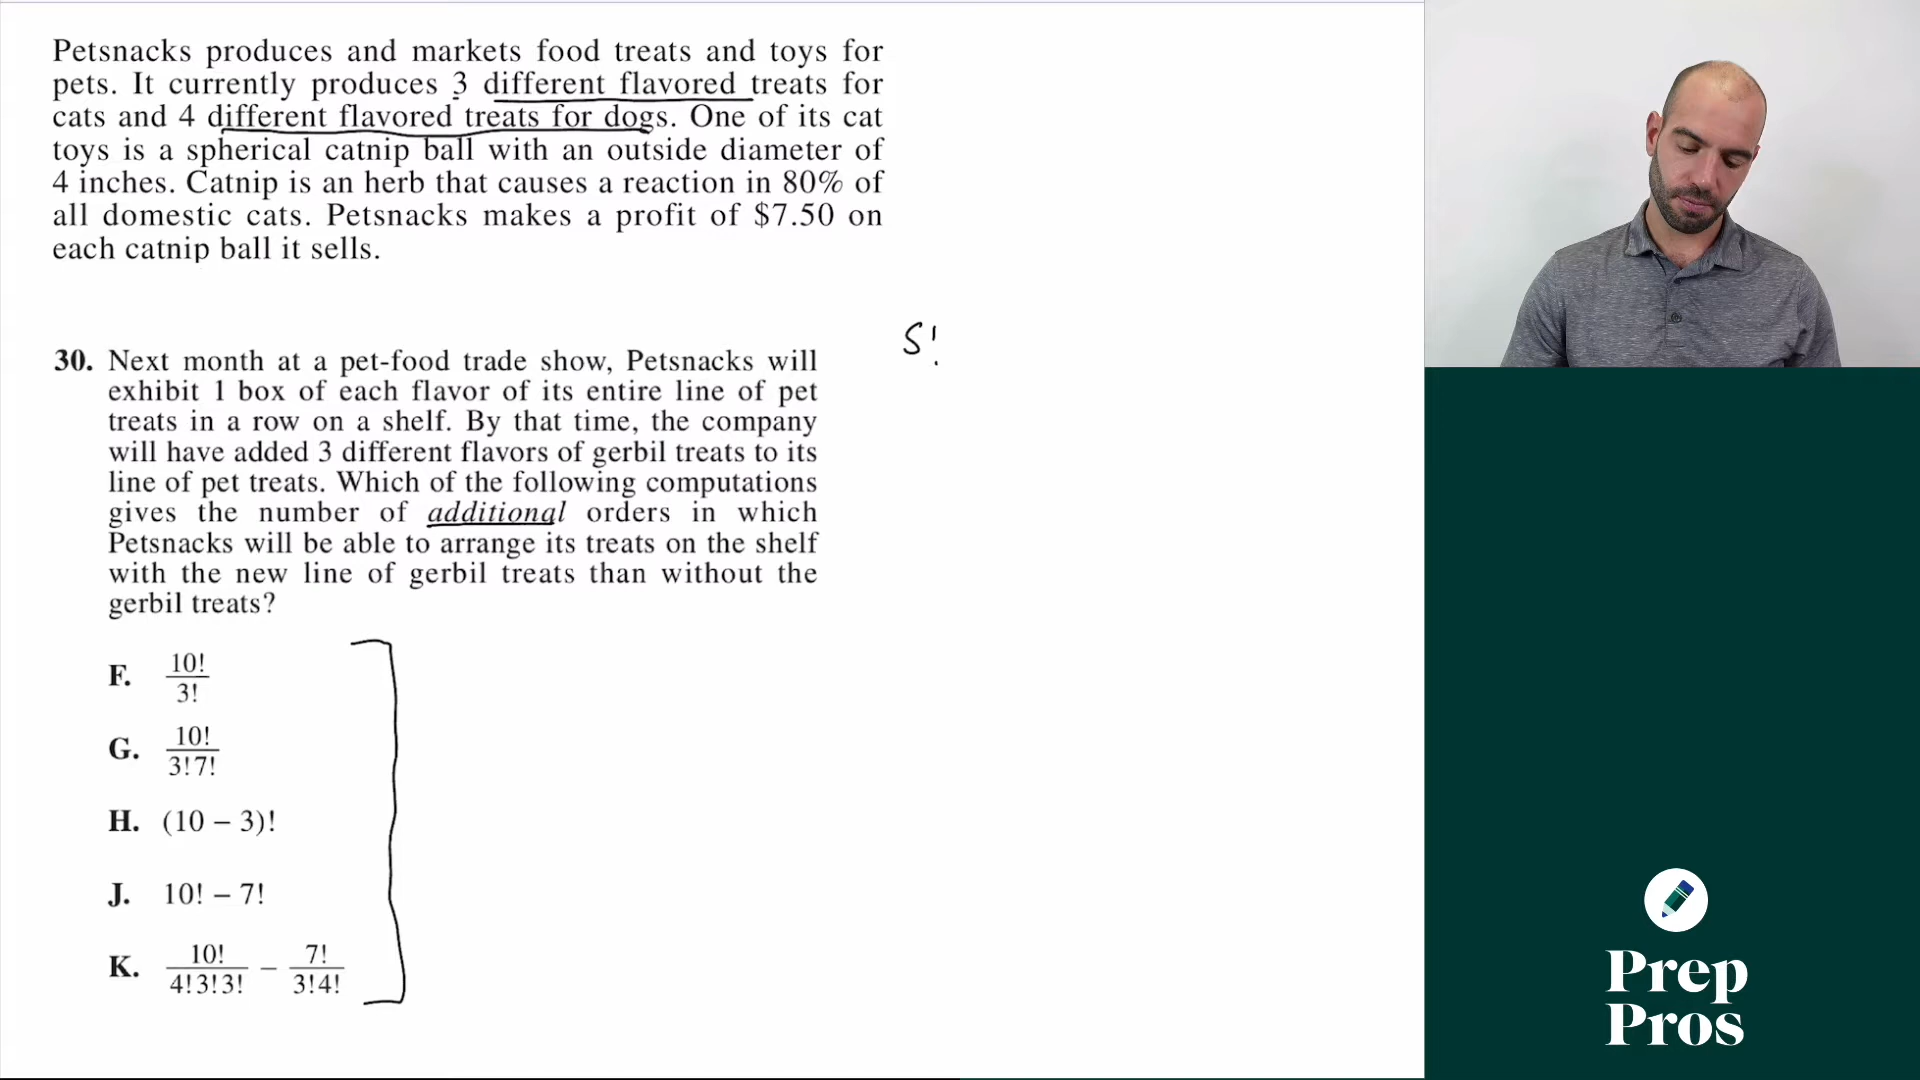 Petsnacks produces and markets food treats and toys for
pets. It currently produces 3 different flavored treats for
cats and 4 different flavored treats for dogs. One of its cat
toys is a spherical catnip ball with an outside diameter of
4 inches. Catnip is an herb that causes a reaction in 80% of
all domestic cats. Petsnacks makes a profit of $7.50 on
each catnip ball it sells.
30. Next month at a pet-food trade show, Petsnacks will
exhibit 1 box of each flavor of its entire line of pet
treats in a row on a shelf. By that time, the company
will have added 3 different flavors of gerbil treats to its
line of pet treats. Which of the following computations
gives the number of additional orders in which
Petsnacks will be able to arrange its treats on the shelf
with the new line of gerbil treats than without the
gerbil treats?
F. 10!/3!
G. 10!/3!7!
H. (10 – 3)!
J. 10! – 7!
K. 10!/4!3!3! – 7!/3!4!
5!
Prep
Pros